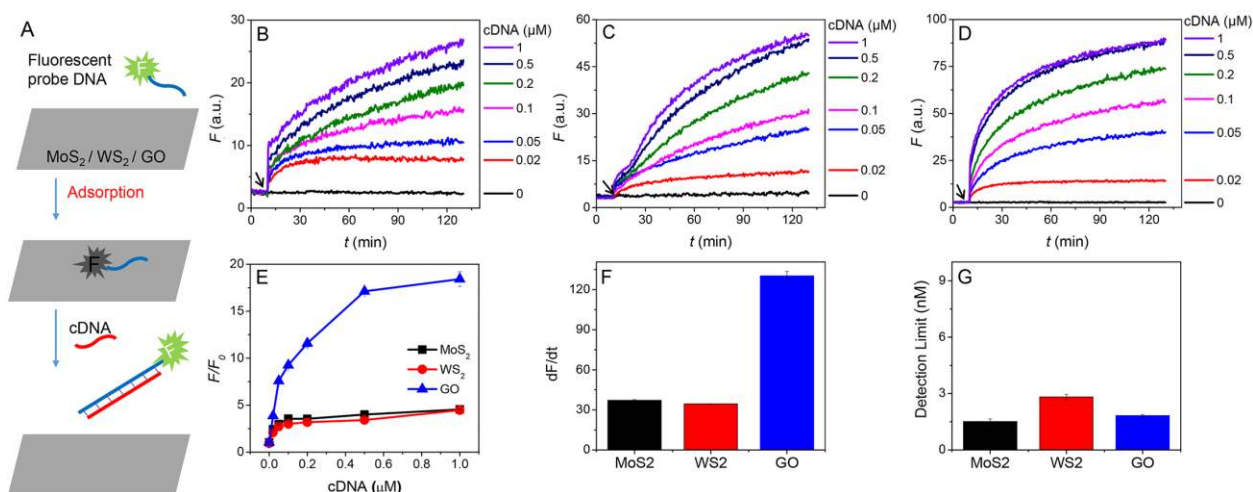 A
Fluorescent
probe DNA
F
MoS₂ / WS₂ / GO
Adsorption
F
cDNA
F
B
F (a.u.)
30
25
20
15
10
5
0
0 30 60 90 120
t (min)
cDNA (µM)
1
0.5
0.2
0.1
0.05
0.02
0
C
F (a.u.)
60
45
30
15
0
0 30 60 90 120
t (min)
cDNA (µM)
1
0.5
0.2
0.1
0.05
0.02
0
D
F (a.u.)
100
75
50
25
0
0 30 60 90 120
t (min)
cDNA (µM)
1
0.5
0.2
0.1
0.05
0.02
0
E
F/F₀
20
15
10
5
0
0.0 0.2 0.4 0.6 0.8 1.0
cDNA (µM)
MoS₂
WS₂
GO
F
dF/dt
120
90
60
30
0
MoS2 WS2 GO
G
Detection Limit (nM)
9
6
3
0
MoS2 WS2 GO